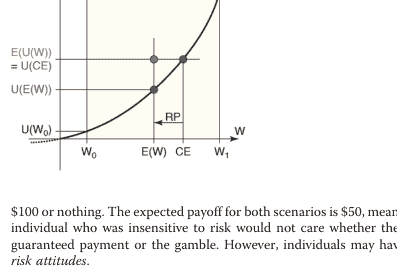 E(U(W))
= U(CE)
U(E(W))
U(W₀)
RP
W
W₀ E(W) CE W₁
$100 or nothing. The expected payoff for both scenarios is $50, mean
individual who was insensitive to risk would not care whether the
guaranteed payment or the gamble. However, individuals may hav
risk attitudes.